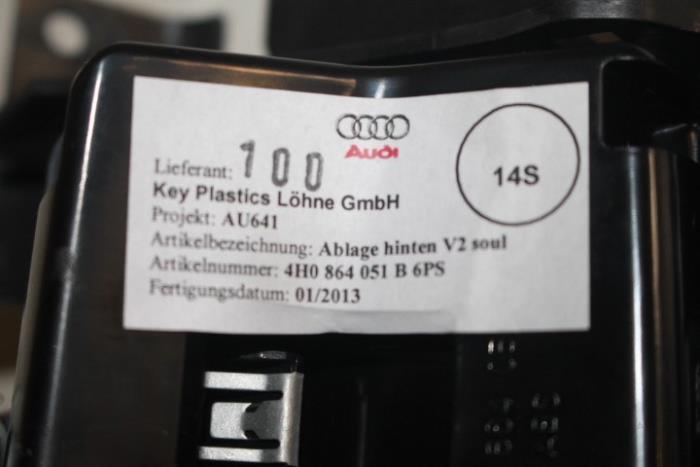 Audi
Lieferant: 100
14S
Key Plastics Löhne GmbH
Projekt: AU641
Artikelbezeichnung: Ablage hinten V2 soul
Artikelnummer: 4H0 864 051 B 6PS
Fertigungsdatum: 01/2013